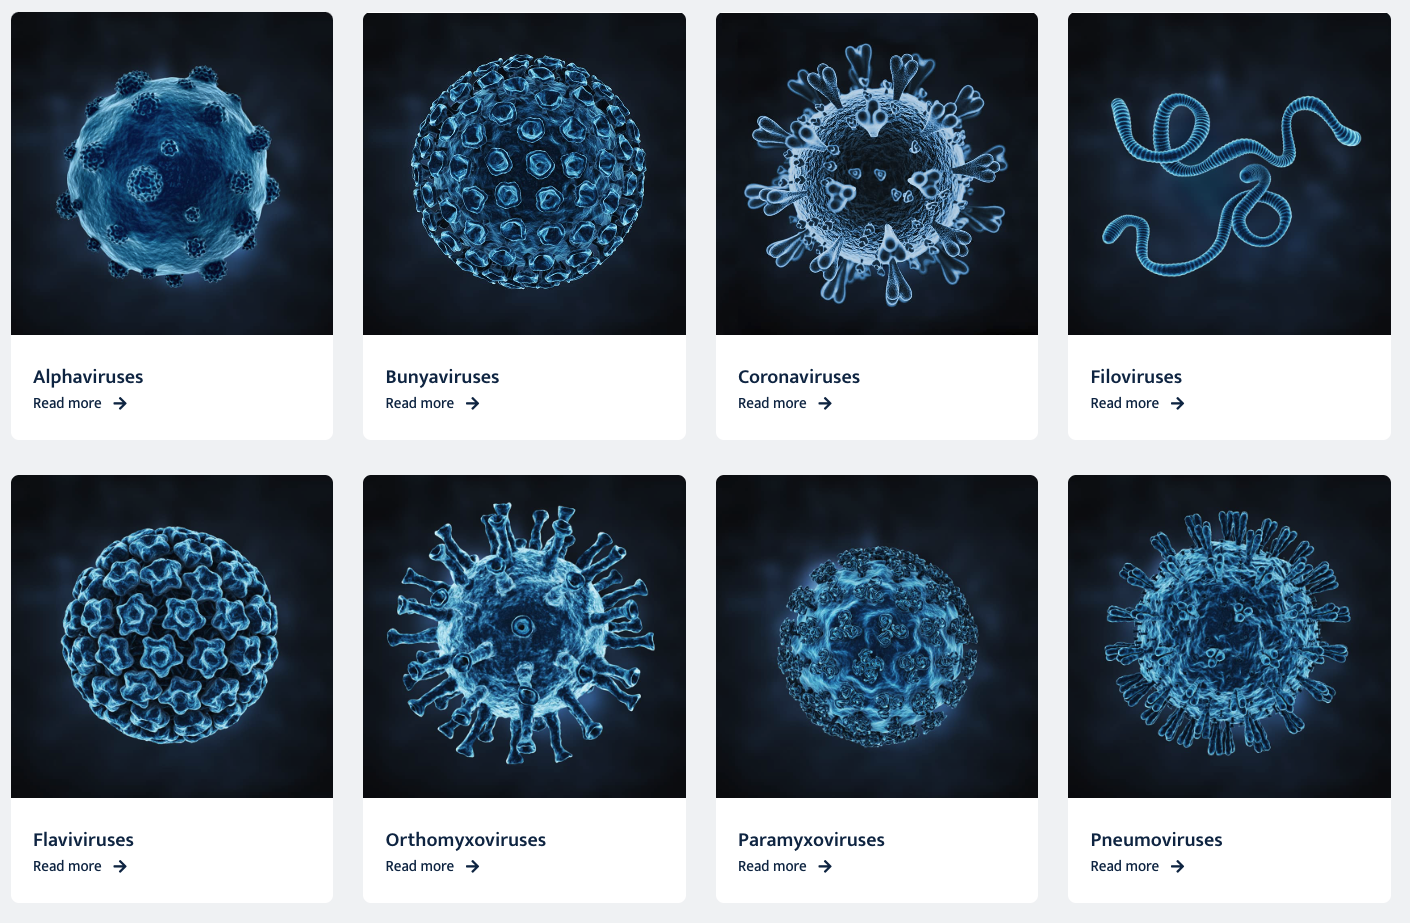 Alphaviruses
Read more
Bunyaviruses
Read more
Coronaviruses
Read more
Filoviruses
Read more
Flaviviruses
Read more
Orthomyxoviruses
Read more
Paramyxoviruses
Read more
Pneumoviruses
Read more